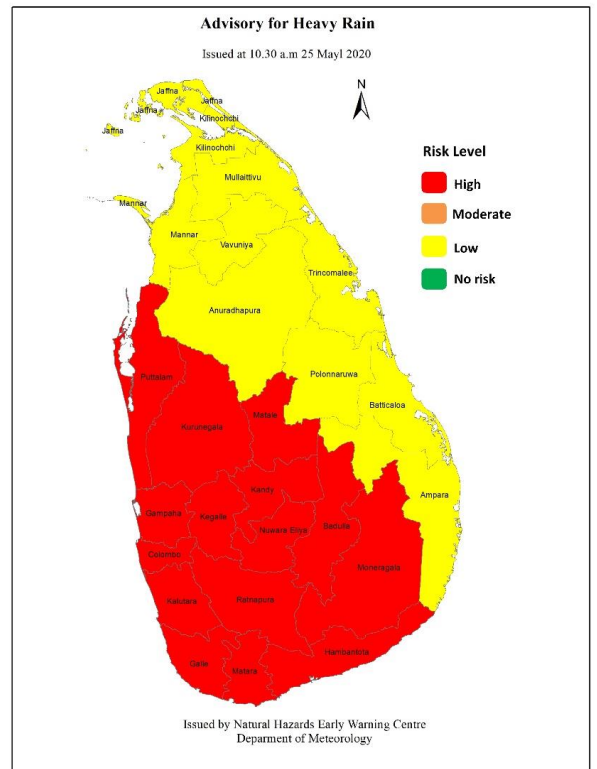 Advisory for Heavy Rain
Issued at 10.30 a.m 25 Mayl 2020
N
Jaffna
Jaffna
Jaffna
Kilinochchi
Jaffna
Kilinochchi
Risk Level
Mullaittivu
High
Mannar
Moderate
Mannar
Vavuniya
Low
Trincomalee
No risk
Anuradhapura
Polonnaruwa
Puttalam
Batticaloa
Matale
Kurunegala
Kandy
Ampara
Gampaha
Kegalle
Nuwara Eliya
Badulla
Colombo
Moneragala
Kalutara
Ratnapura
Hambantota
Galle
Matara
Issued by Natural Hazards Early Warning Centre
Deparment of Meteorology